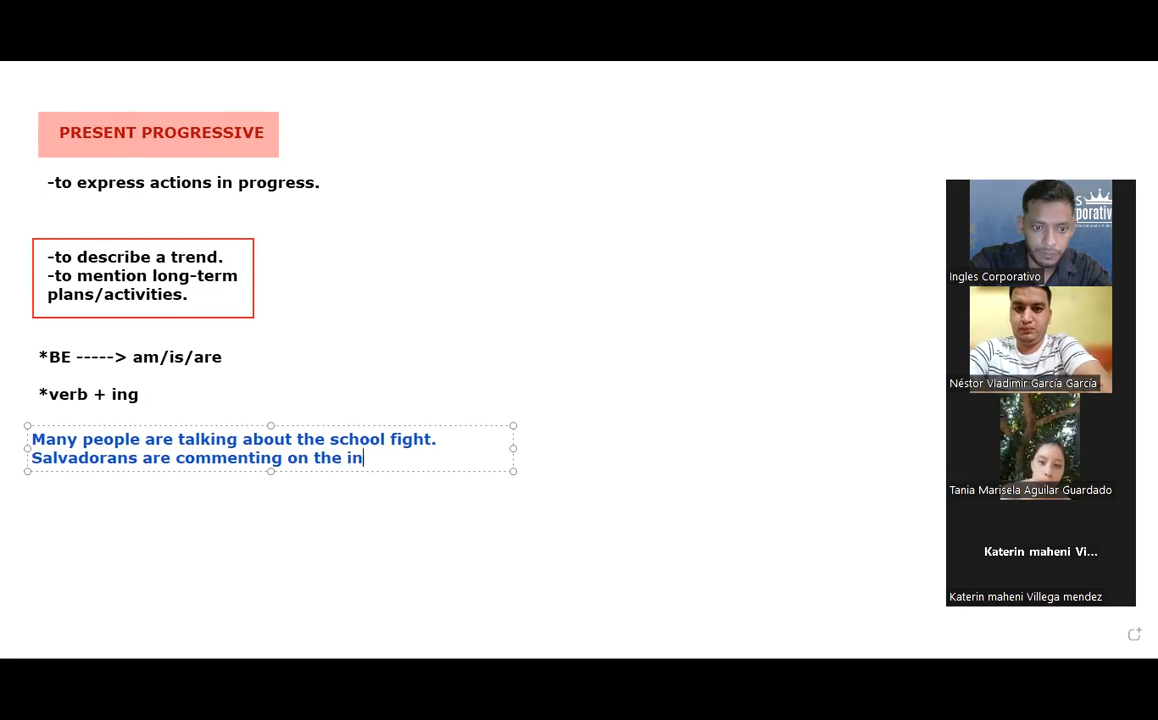 PRESENT PROGRESSIVE
-to express actions in progress.
-to describe a trend.
-to mention long-term
plans/activities.
*BE -----> am/is/are
*verb + ing
Many people are talking about the school fight.
Salvadorans are commenting on the in
Ingles Corporativo
Néstor Vladimir García García
Tania Marisela Aguilar Guardado
Katerin maheni Vi...
Katerin maheni Villega mendez